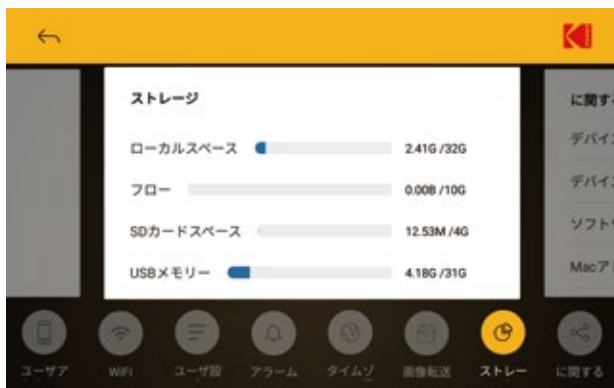 ストレージ
ローカルスペース 2.41G /32G
フロー 0.00B /10G
SDカードスペース 12.53M /4G
USBメモリー 4.18G /31G
に関す
デバイ
デバイ
ソフト
Macア
ユーザア
WiFi
ユーザ設
アラーム
タイムゾ
画像転送
ストレー
に関する